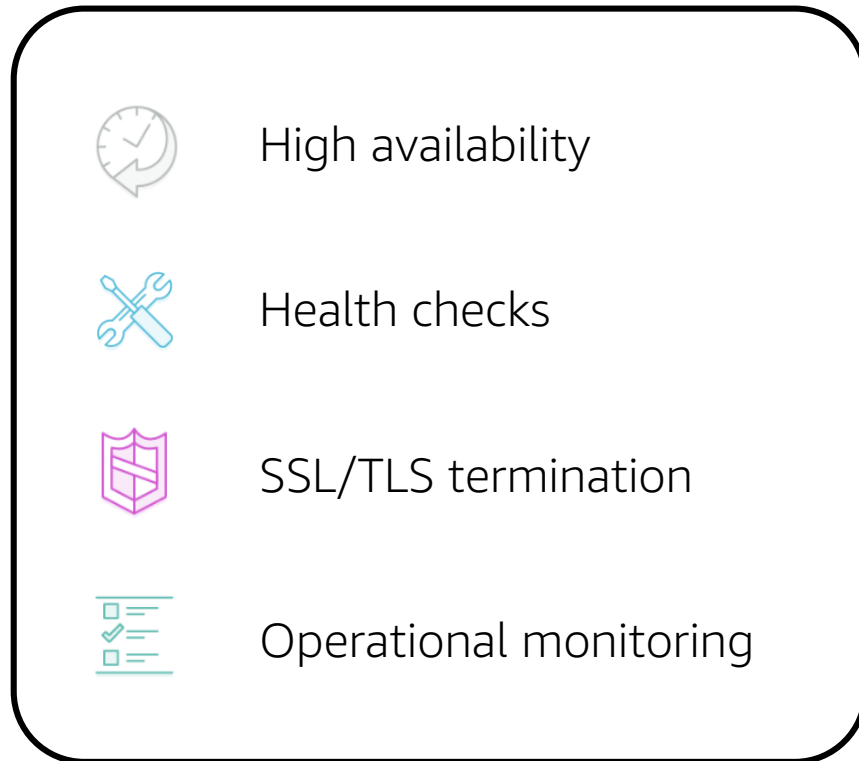 High availability
Health checks
SSL/TLS termination
Operational monitoring